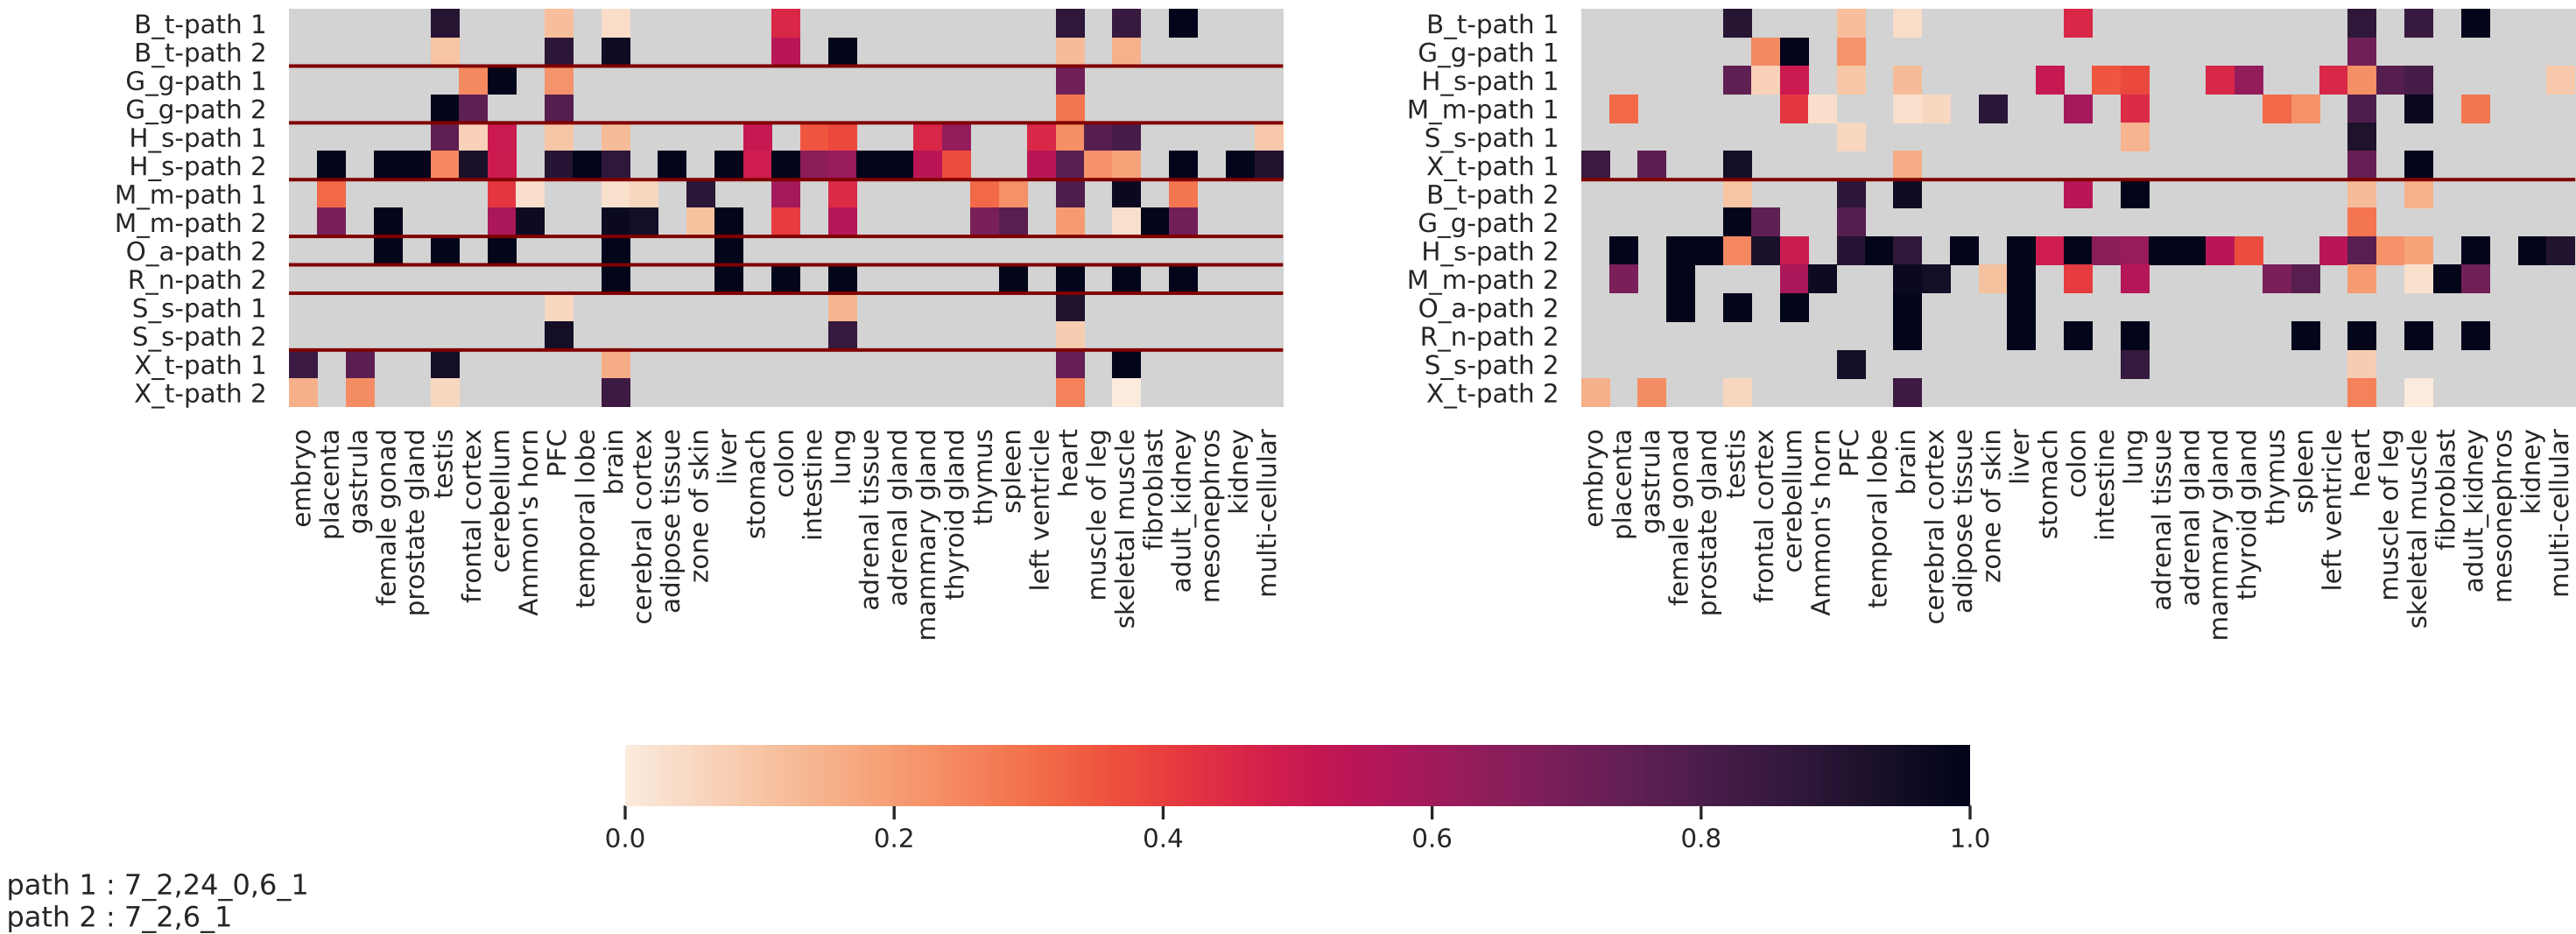 B_t-path 1
B_t-path 2
G_g-path 1
G_g-path 2
H_s-path 1
H_s-path 2
M_m-path 1
M_m-path 2
O_a-path 2
R_n-path 2
S_s-path 1
S_s-path 2
X_t-path 1
X_t-path 2
embryo
placenta
gastrula
female gonad
prostate gland
testis
frontal cortex
cerebellum
Ammon's horn
PFC
temporal lobe
brain
cerebral cortex
adipose tissue
zone of skin
liver
stomach
colon
intestine
lung
adrenal tissue
adrenal gland
mammary gland
thyroid gland
thymus
spleen
left ventricle
heart
muscle of leg
skeletal muscle
fibroblast
adult_kidney
mesonephros
kidney
multi-cellular
B_t-path 1
G_g-path 1
H_s-path 1
M_m-path 1
S_s-path 1
X_t-path 1
B_t-path 2
G_g-path 2
H_s-path 2
M_m-path 2
O_a-path 2
R_n-path 2
S_s-path 2
X_t-path 2
embryo
placenta
gastrula
female gonad
prostate gland
testis
frontal cortex
cerebellum
Ammon's horn
PFC
temporal lobe
brain
cerebral cortex
adipose tissue
zone of skin
liver
stomach
colon
intestine
lung
adrenal tissue
adrenal gland
mammary gland
thyroid gland
thymus
spleen
left ventricle
heart
muscle of leg
skeletal muscle
fibroblast
adult_kidney
mesonephros
kidney
multi-cellular
0.0 0.2 0.4 0.6 0.8 1.0
path 1 : 7_2,24_0,6_1
path 2 : 7_2,6_1